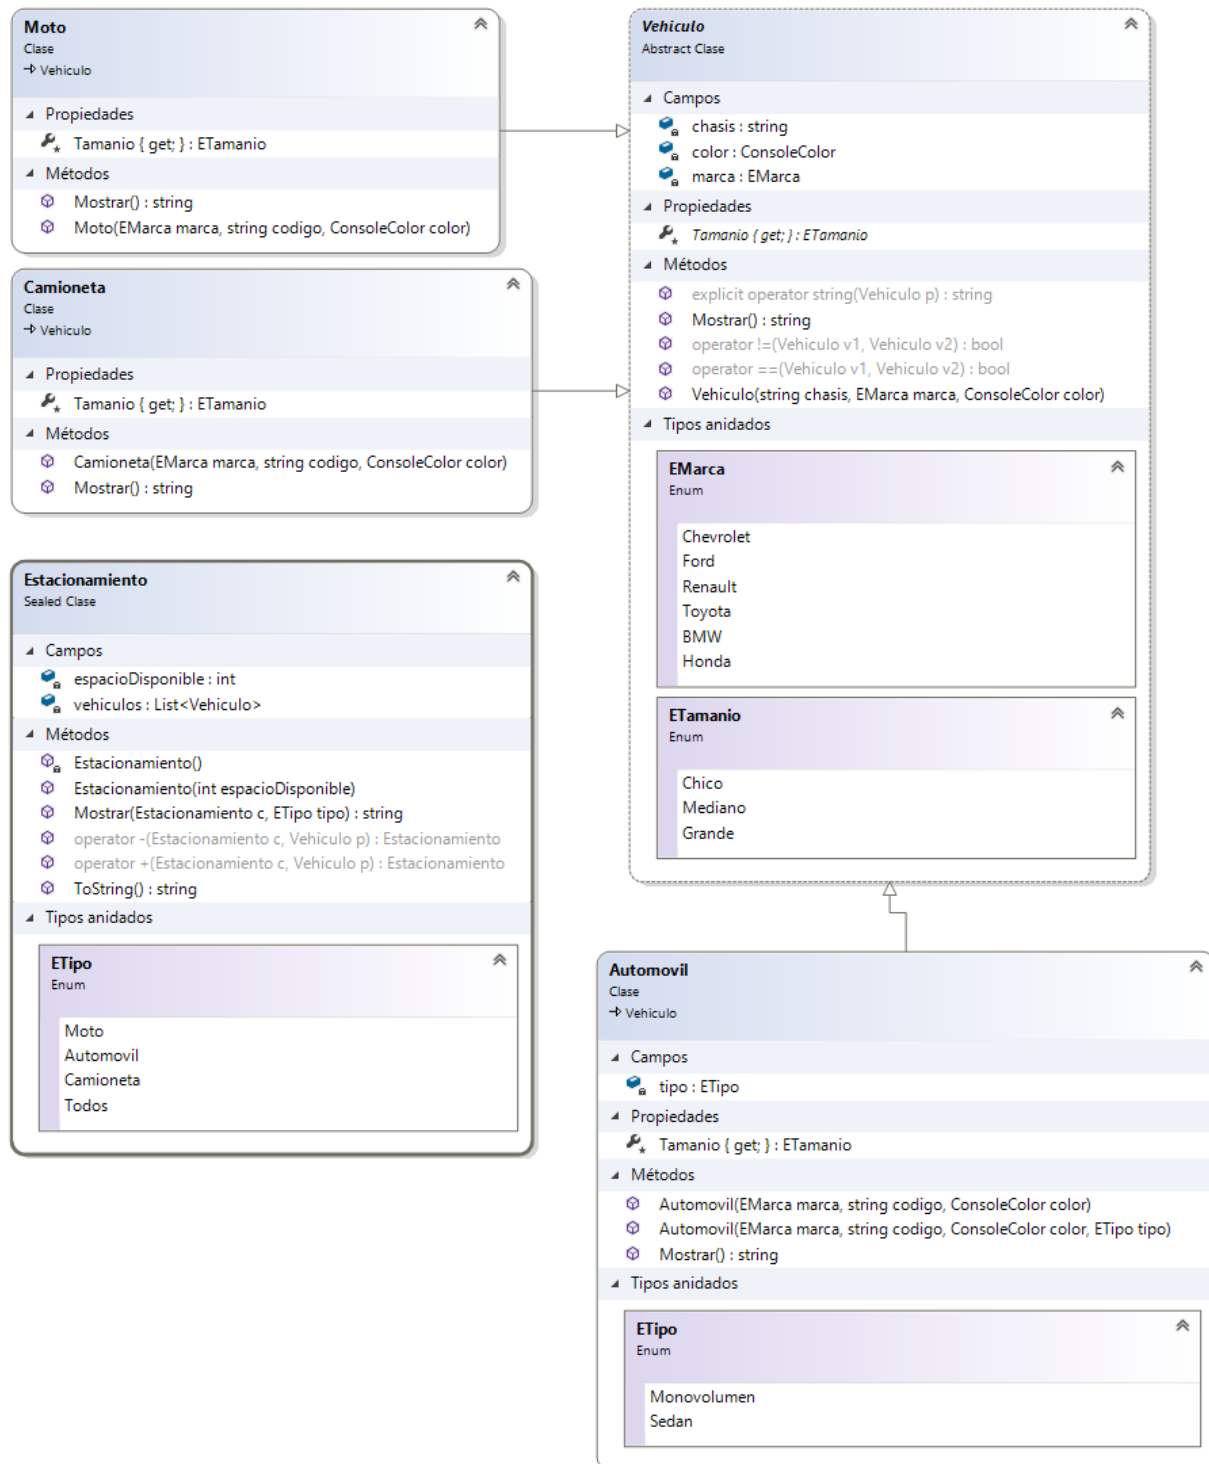 Moto
Clase
Vehiculo
Propiedades
Tamanio { get; } : ETamanio
Métodos
Mostrar() : string
Moto(EMarca marca, string codigo, ConsoleColor color)
Camioneta
Clase
Vehiculo
Propiedades
Tamanio { get; } : ETamanio
Métodos
Camioneta(EMarca marca, string codigo, ConsoleColor color)
Mostrar() : string
Estacionamiento
Sealed Clase
Campos
espacioDisponible : int
vehiculos : List<Vehiculo>
Métodos
Estacionamiento()
Estacionamiento(int espacioDisponible)
Mostrar(Estacionamiento c, ETipo tipo) : string
operator -(Estacionamiento c, Vehiculo p) : Estacionamiento
operator +(Estacionamiento c, Vehiculo p) : Estacionamiento
ToString() : string
Tipos anidados
ETipo
Enum
Moto
Automovil
Camioneta
Todos
Vehiculo
Abstract Clase
Campos
chasis : string
color : ConsoleColor
marca : EMarca
Propiedades
Tamanio { get; } : ETamanio
Métodos
explicit operator string(Vehiculo p) : string
Mostrar() : string
operator !=(Vehiculo v1, Vehiculo v2) : bool
operator ==(Vehiculo v1, Vehiculo v2) : bool
Vehiculo(string chasis, EMarca marca, ConsoleColor color)
Tipos anidados
EMarca
Enum
Chevrolet
Ford
Renault
Toyota
BMW
Honda
ETamanio
Enum
Chico
Mediano
Grande
Automovil
Clase
Vehiculo
Campos
tipo : ETipo
Propiedades
Tamanio { get; } : ETamanio
Métodos
Automovil(EMarca marca, string codigo, ConsoleColor color)
Automovil(EMarca marca, string codigo, ConsoleColor color, ETipo tipo)
Mostrar() : string
Tipos anidados
ETipo
Enum
Monovolumen
Sedan